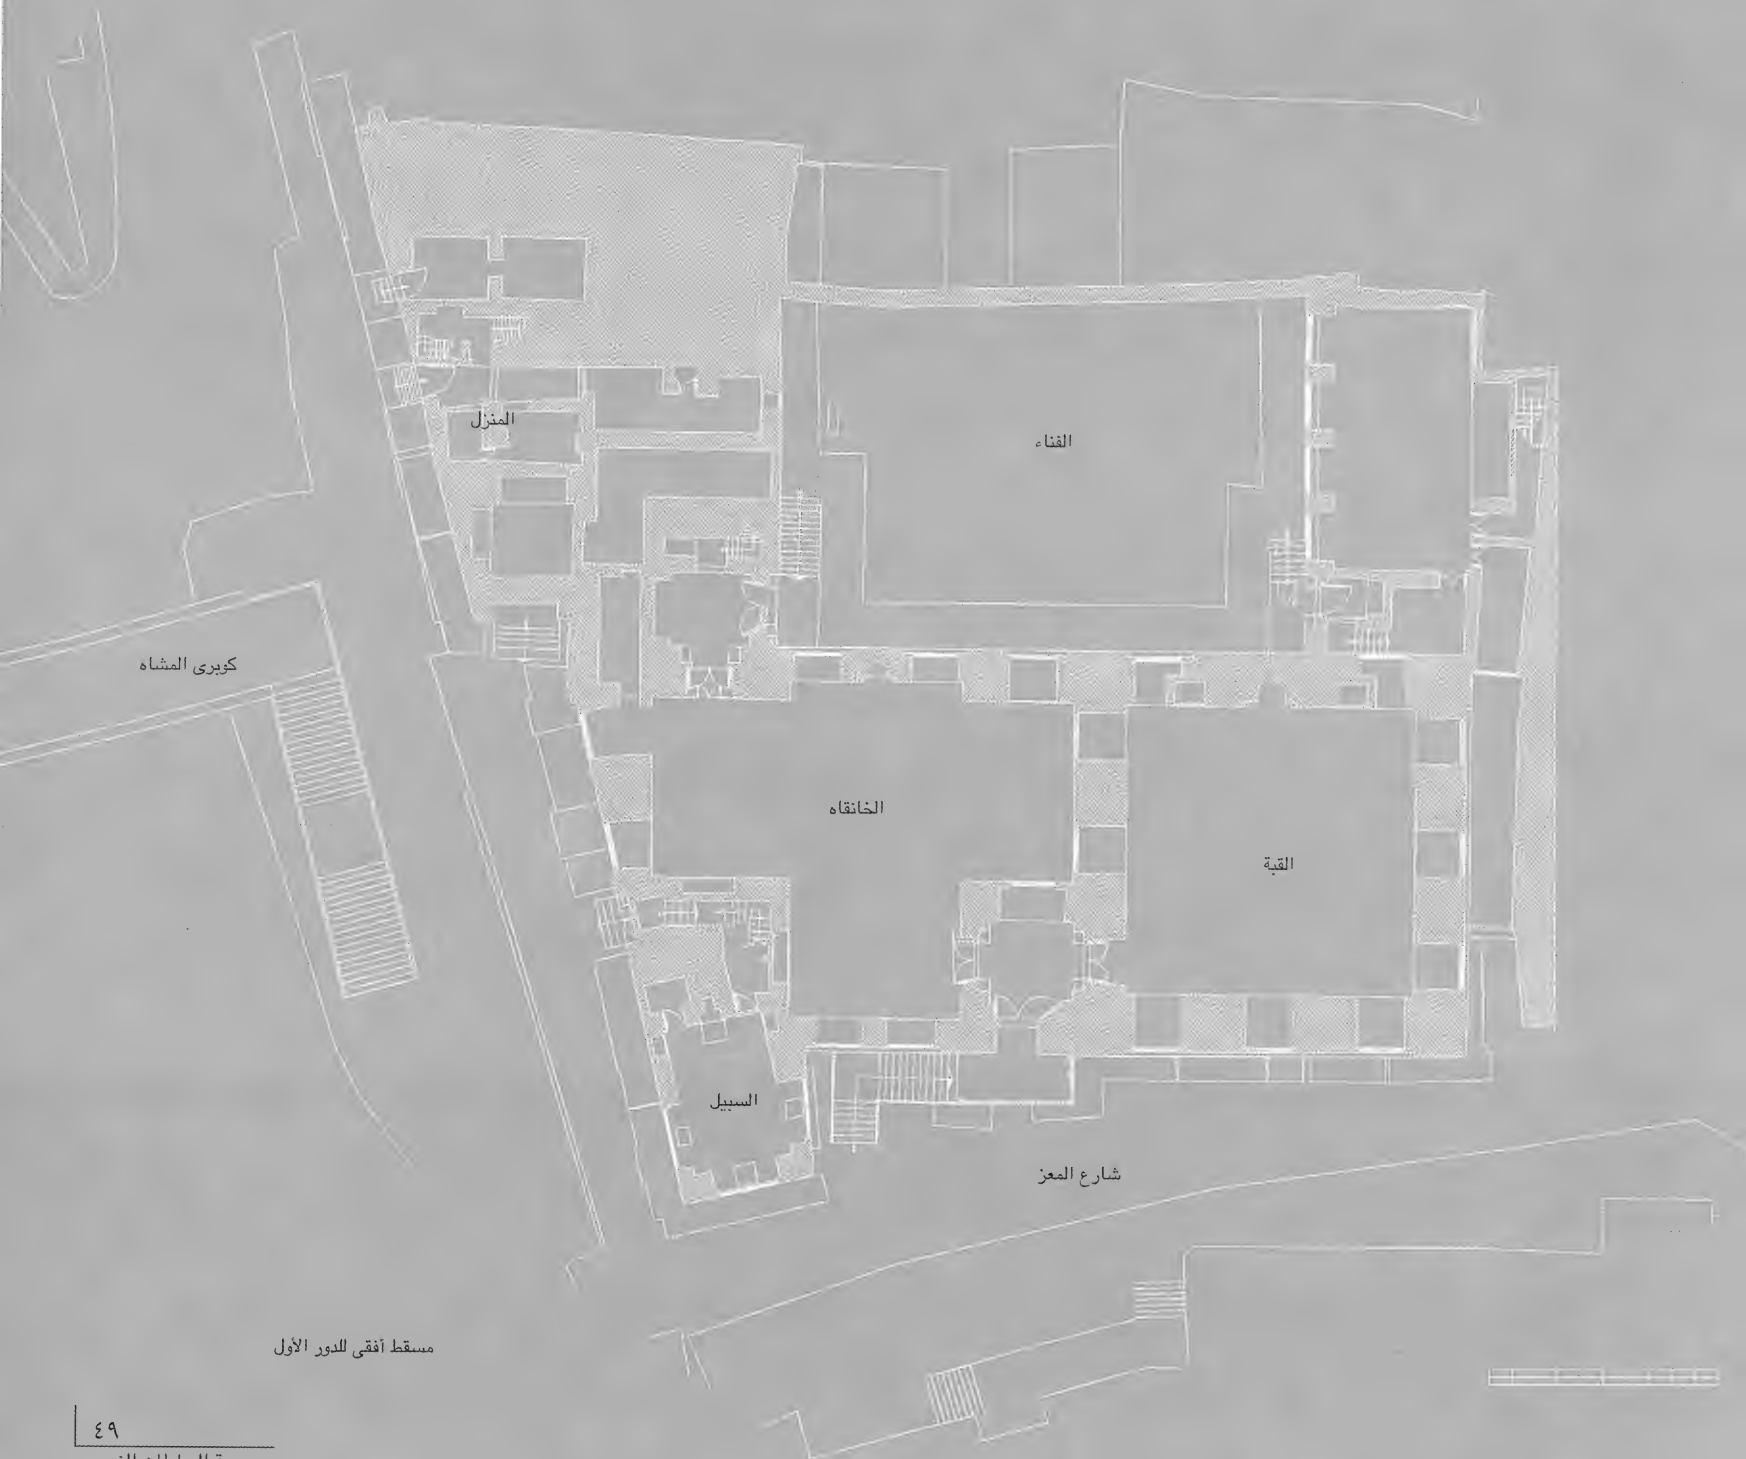 المنزل
الفناء
كوبرى المشاه
الخانقاه
القبة
السبيل
شارع المعز
مسقط أفقى للدور الأول
٤٩